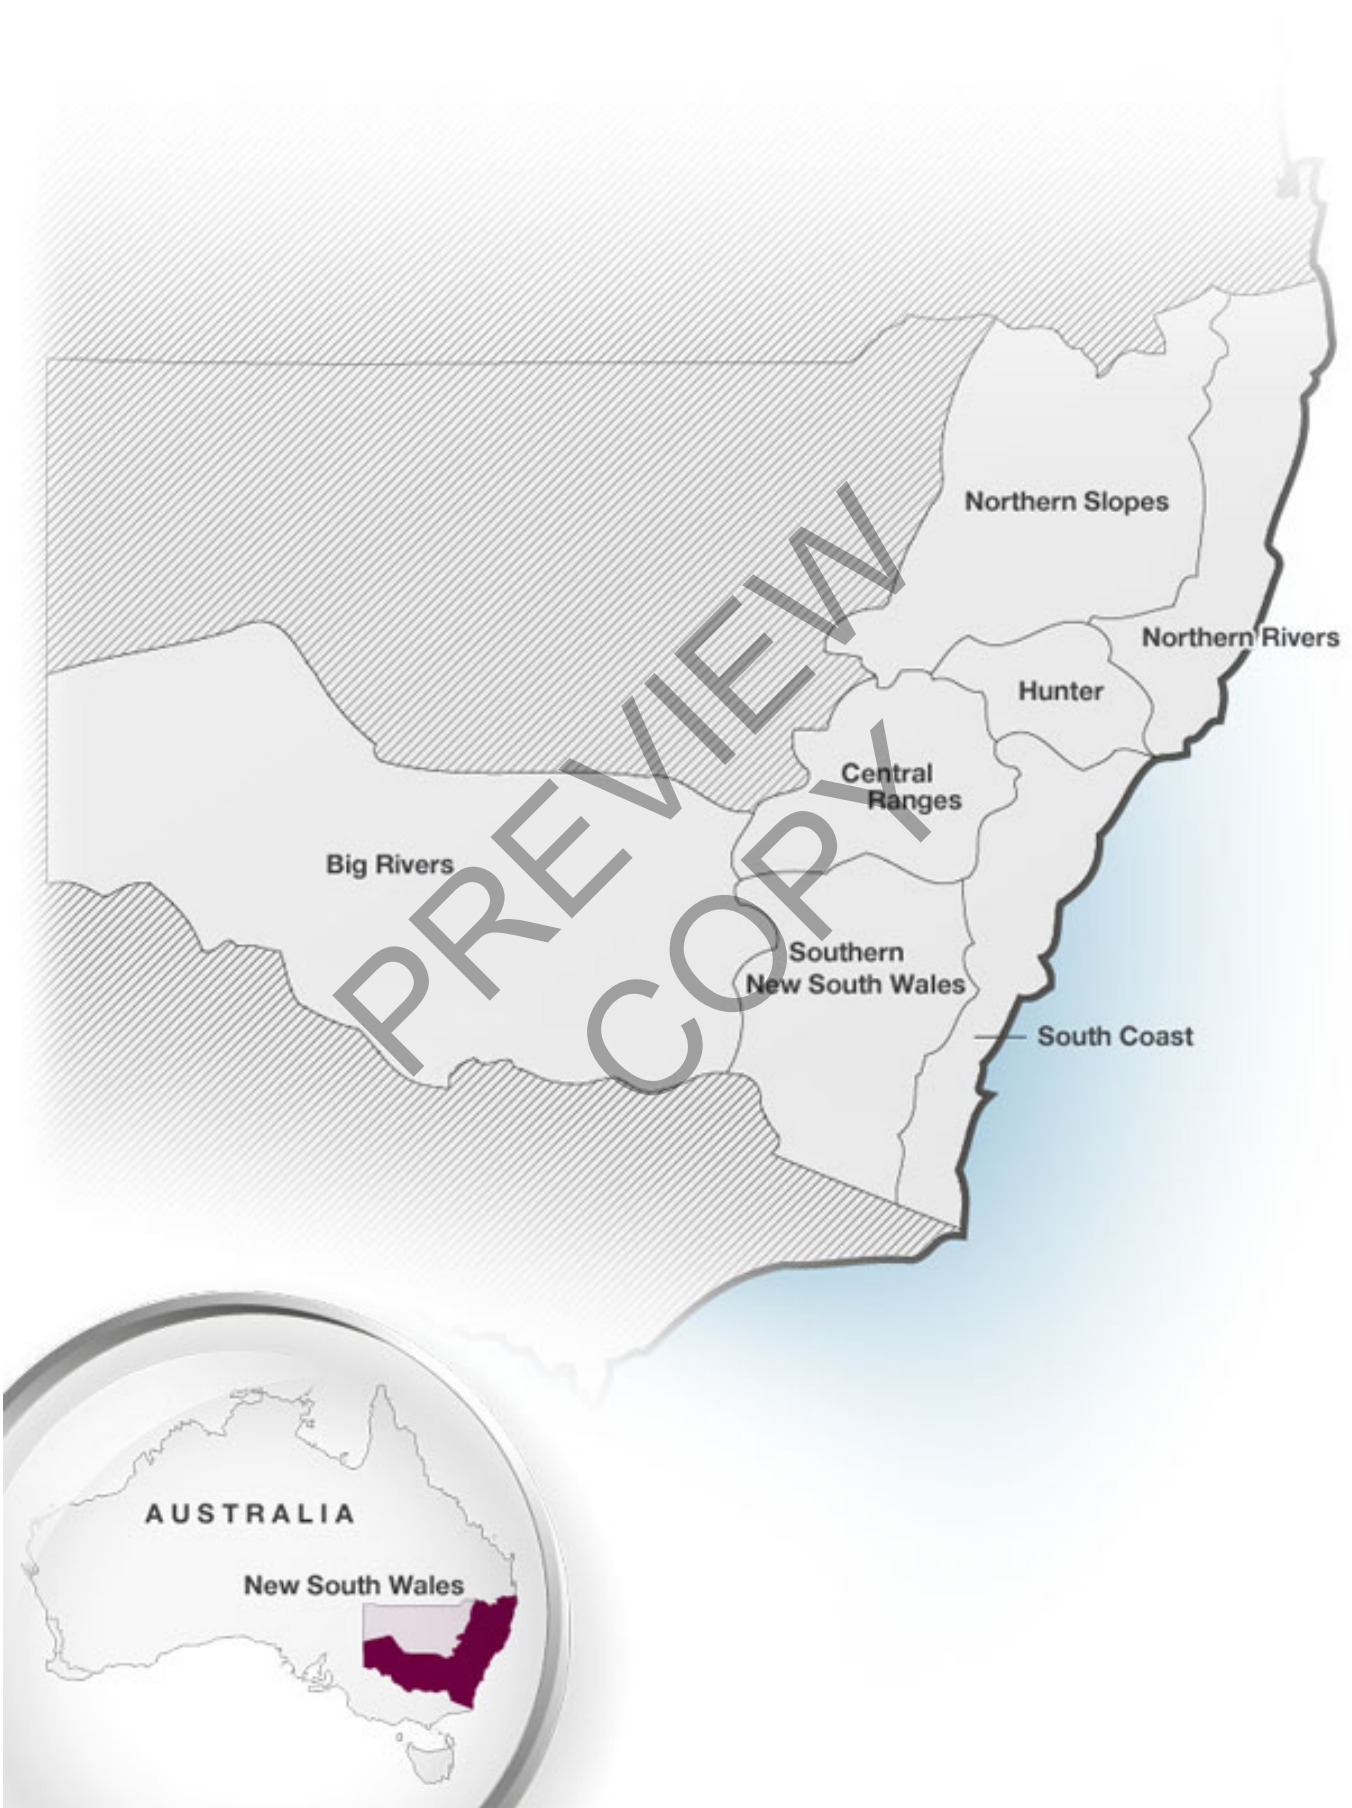 Northern Slopes
Northern Rivers
Hunter
Central
Ranges
Big Rivers
Southern
New South Wales
South Coast
PREVIEW
COPY
AUSTRALIA
New South Wales